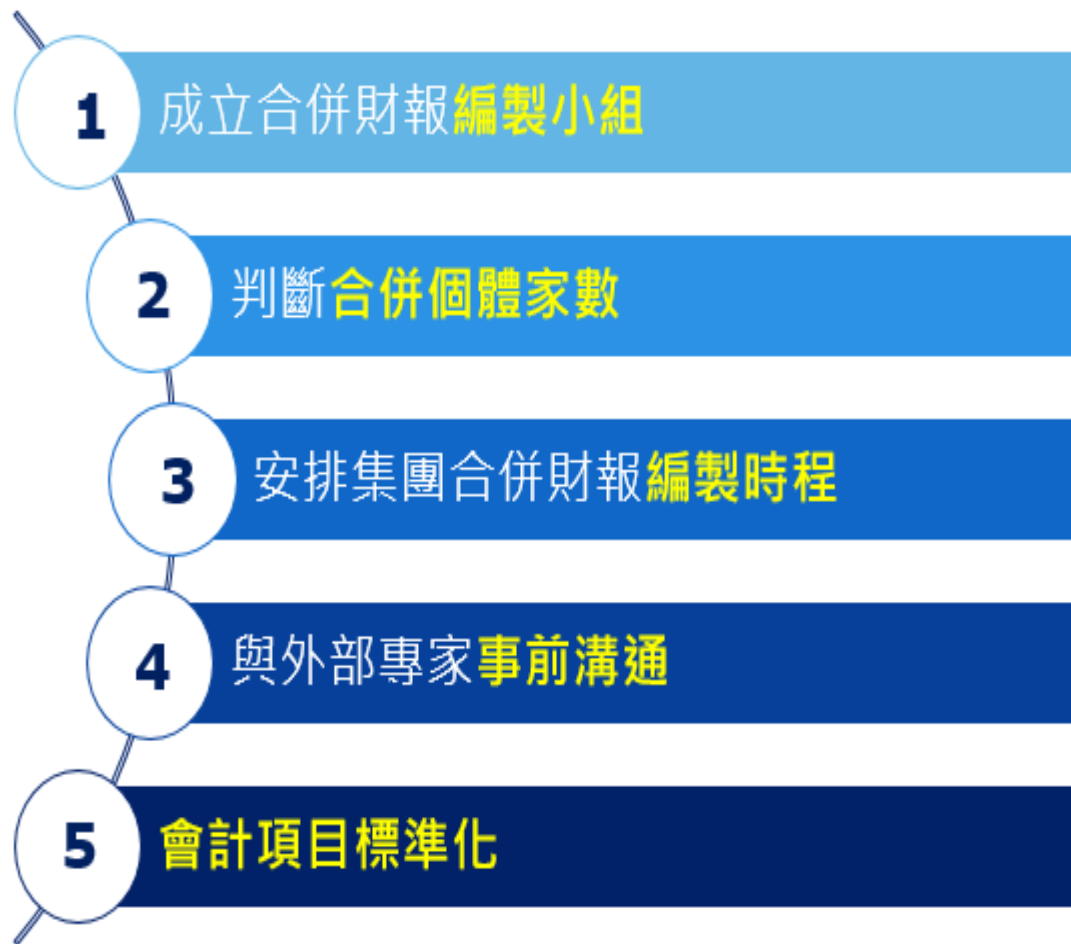 1 成立合併財報編製小組
2 判斷合併個體家數
3 安排集團合併財報編製時程
4 與外部專家事前溝通
5 會計項目標準化